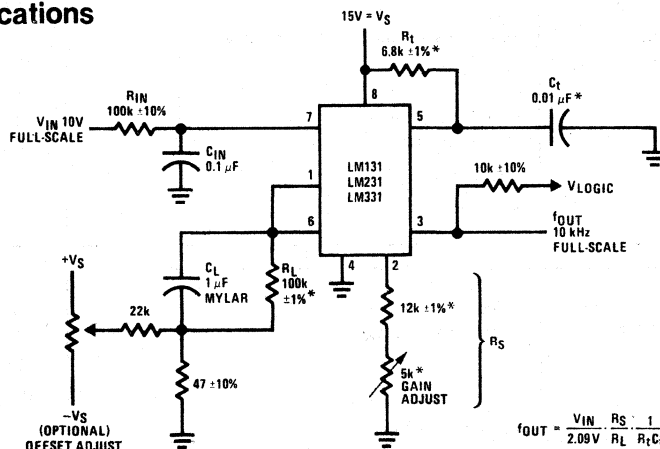 cations
15V = VS
Rt
6.8k ±1%*
Ct
0.01 µF*
8
RIN
100k ±10%
VIN 10V
FULL-SCALE
7
5
CIN
0.1 µF
LM131
LM231
LM331
10k ±10%
VLOGIC
1
6
3
fOUT
10 kHz
FULL-SCALE
4
2
+VS
CL
1 µF
MYLAR
RL
100k
±1%*
22k
12k ±1%*
RS
47 ±10%
5k*
GAIN
ADJUST
−VS
(OPTIONAL)
OFFSET ADJUST
fOUT = VIN/2.09V · RS/RL · 1/RtC